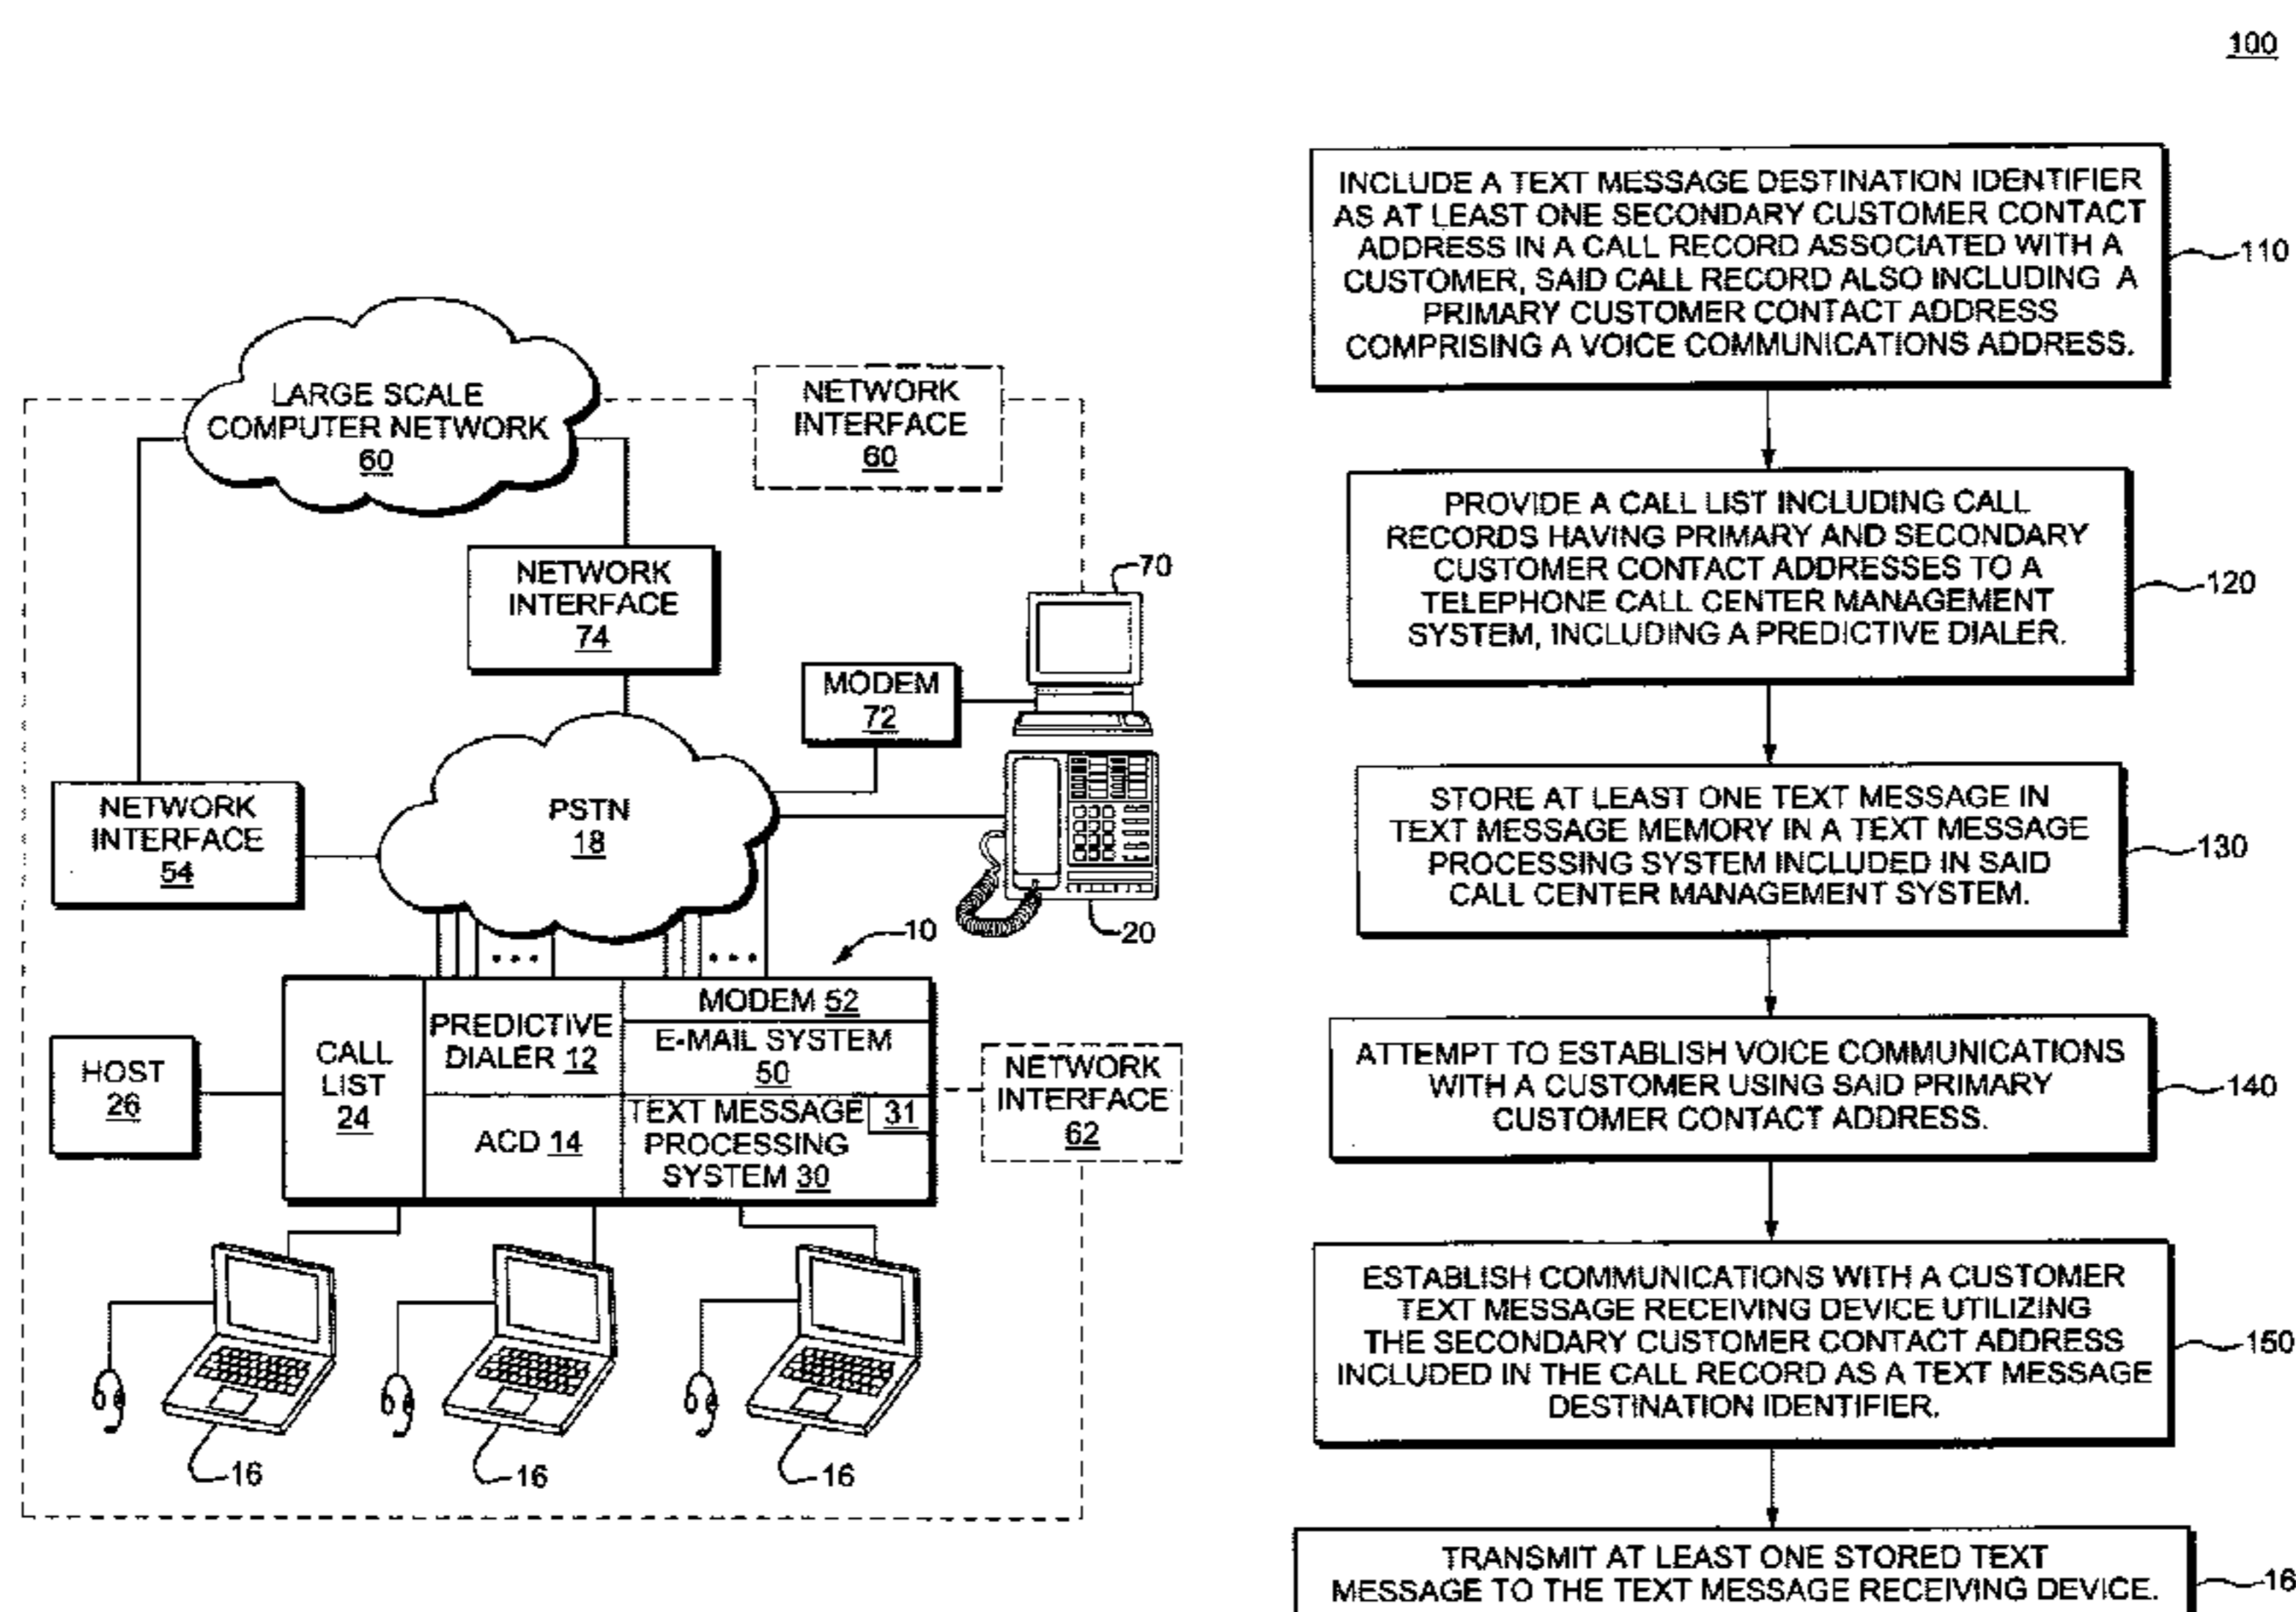 100
LARGE SCALE
COMPUTER NETWORK
60
NETWORK
INTERFACE
60
NETWORK
INTERFACE
74
70
MODEM
72
NETWORK
INTERFACE
54
PSTN
18
20
10
HOST
26
CALL
LIST
24
PREDICTIVE
DIALER 12
ACD 14
MODEM 52
E-MAIL SYSTEM
50
TEXT MESSAGE
PROCESSING
SYSTEM 30
31
NETWORK
INTERFACE
62
16
16
16
INCLUDE A TEXT MESSAGE DESTINATION IDENTIFIER
AS AT LEAST ONE SECONDARY CUSTOMER CONTACT
ADDRESS IN A CALL RECORD ASSOCIATED WITH A
CUSTOMER, SAID CALL RECORD ALSO INCLUDING A
PRIMARY CUSTOMER CONTACT ADDRESS
COMPRISING A VOICE COMMUNICATIONS ADDRESS.
110
PROVIDE A CALL LIST INCLUDING CALL
RECORDS HAVING PRIMARY AND SECONDARY
CUSTOMER CONTACT ADDRESSES TO A
TELEPHONE CALL CENTER MANAGEMENT
SYSTEM, INCLUDING A PREDICTIVE DIALER.
120
STORE AT LEAST ONE TEXT MESSAGE IN
TEXT MESSAGE MEMORY IN A TEXT MESSAGE
PROCESSING SYSTEM INCLUDED IN SAID
CALL CENTER MANAGEMENT SYSTEM.
130
ATTEMPT TO ESTABLISH VOICE COMMUNICATIONS
WITH A CUSTOMER USING SAID PRIMARY
CUSTOMER CONTACT ADDRESS.
140
ESTABLISH COMMUNICATIONS WITH A CUSTOMER
TEXT MESSAGE RECEIVING DEVICE UTILIZING
THE SECONDARY CUSTOMER CONTACT ADDRESS
INCLUDED IN THE CALL RECORD AS A TEXT MESSAGE
DESTINATION IDENTIFIER.
150
TRANSMIT AT LEAST ONE STORED TEXT
MESSAGE TO THE TEXT MESSAGE RECEIVING DEVICE.